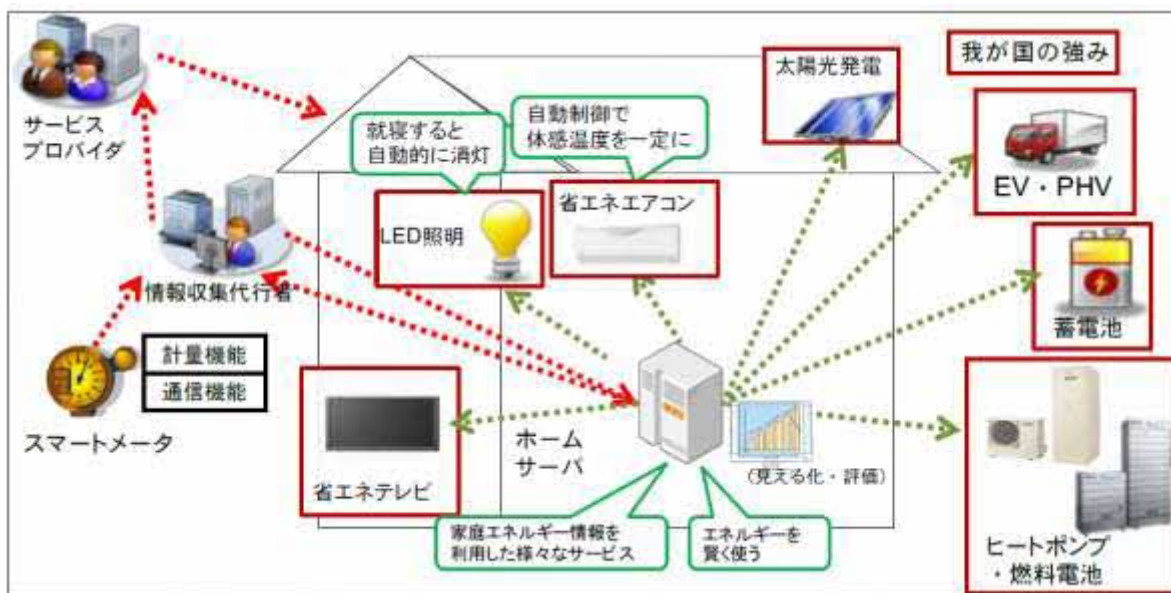 サービス
プロバイダ
情報収集代行者
スマートメータ
計量機能
通信機能
就寝すると
自動的に消灯
自動制御で
体感温度を一定に
LED照明
省エネエアコン
太陽光発電
我が国の強み
EV・PHV
蓄電池
省エネテレビ
ホーム
サーバ
(見える化・評価)
家庭エネルギー情報を
利用した様々なサービス
エネルギーを
賢く使う
ヒートポンプ
・燃料電池